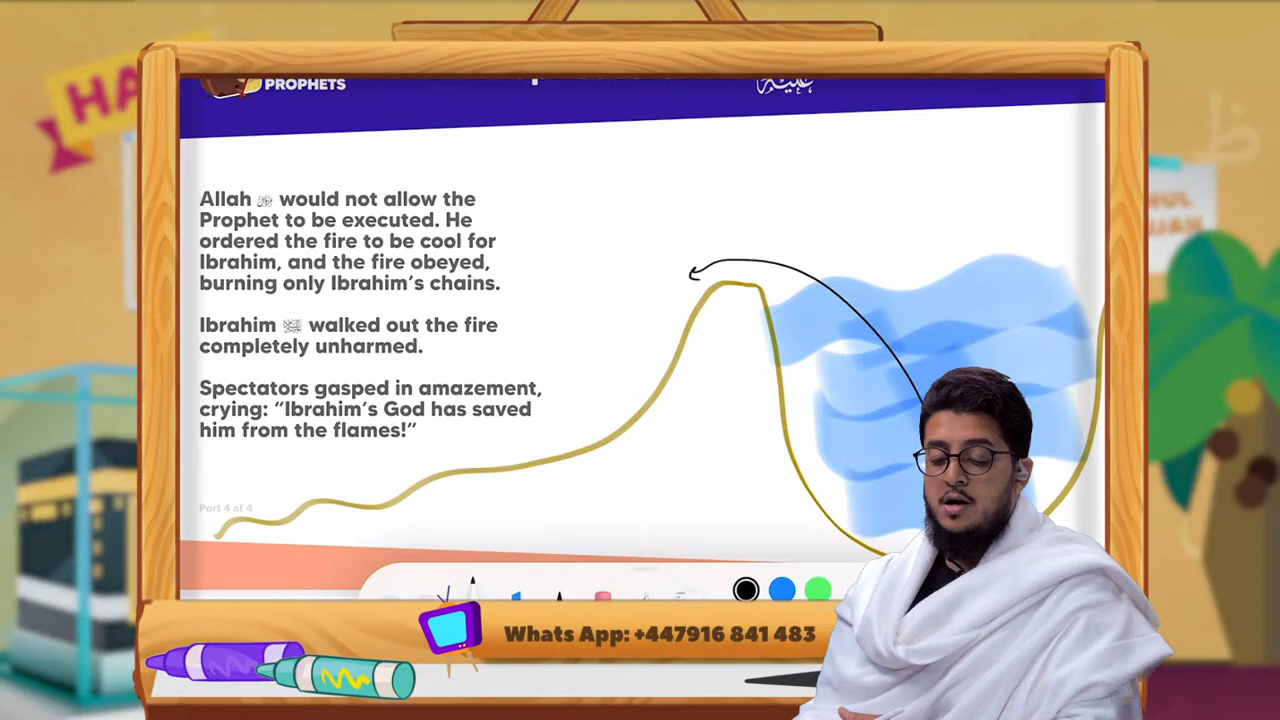 HA
PROPHETS
عليه
Allah ﷻ would not allow the
Prophet to be executed. He
ordered the fire to be cool for
Ibrahim, and the fire obeyed,
burning only Ibrahim's chains.
Ibrahim walked out the fire
completely unharmed.
Spectators gasped in amazement,
crying: "Ibrahim's God has saved
him from the flames!"
Part 4 of 4
Whats App: +447916 841 483
ظ